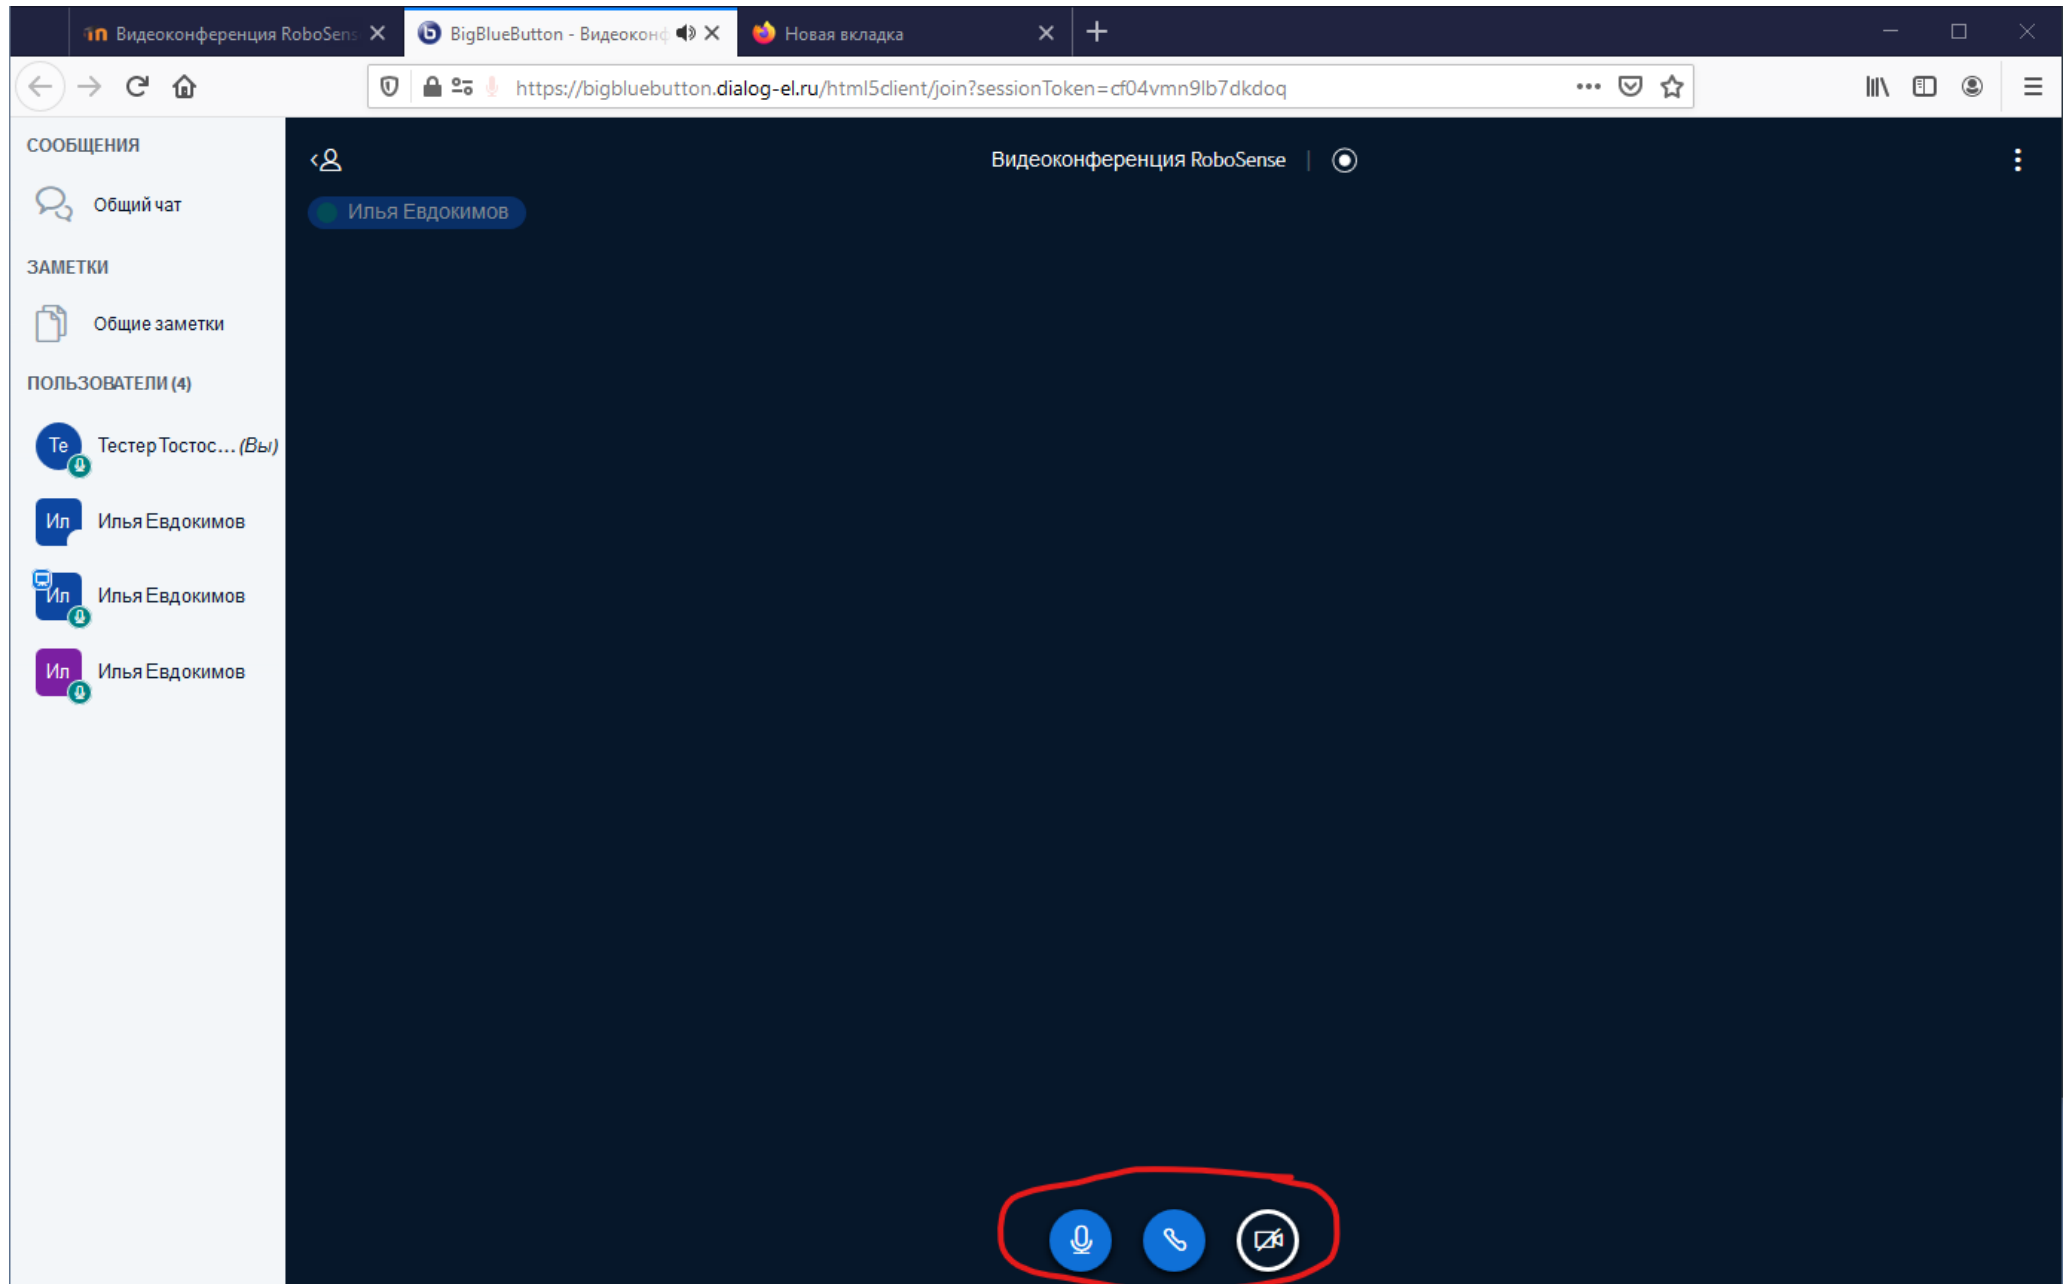 Видеоконференция RoboSens
BigBlueButton - Видеоконф
Новая вкладка
https://bigbluebutton.dialog-el.ru/html5client/join?sessionToken=cf04vmn9lb7dkdoq
СООБЩЕНИЯ
Общий чат
ЗАМЕТКИ
Общие заметки
ПОЛЬЗОВАТЕЛИ (4)
Те Тестер Тостос... (Вы)
Ил Илья Евдокимов
Ил Илья Евдокимов
Ил Илья Евдокимов
Видеоконференция RoboSense
Илья Евдокимов